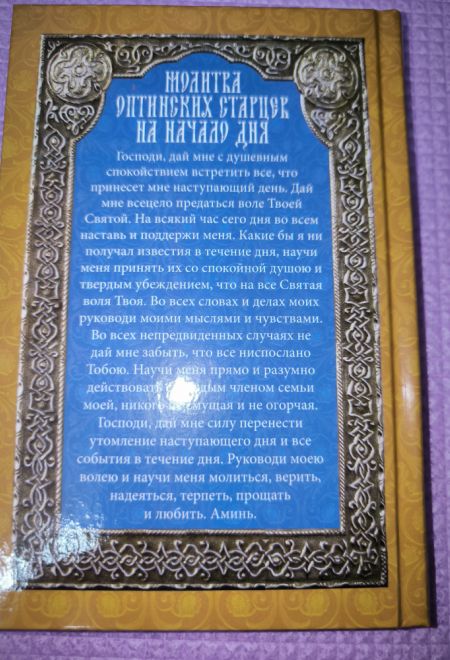 МОЛИТВА
ОПТИНСКИХ СТАРЦЕВ
НА НАЧАЛО ДНЯ
Господи, дай мне с душевным
спокойствием встретить все, что
принесет мне наступающий день. Дай
мне всецело предаться воле Твоей
Святой. На всякий час сего дня во всем
наставь и поддержи меня. Какие бы я ни
получал известия в течение дня, научи
меня принять их со спокойной душою и
твердым убеждением, что на все Святая
воля Твоя. Во всех словах и делах моих
руководи моими мыслями и чувствами.
Во всех непредвиденных случаях не
дай мне забыть, что все ниспослано
Тобою. Научи меня прямо и разумно
действовать членом семьи
моей, и не огорчая.
Господи, дай мне силу перенести
утомление наступающего дня и все
события в течение дня. Руководи моею
волею и научи меня молиться, верить,
надеяться, терпеть, прощать
и любить. Аминь.